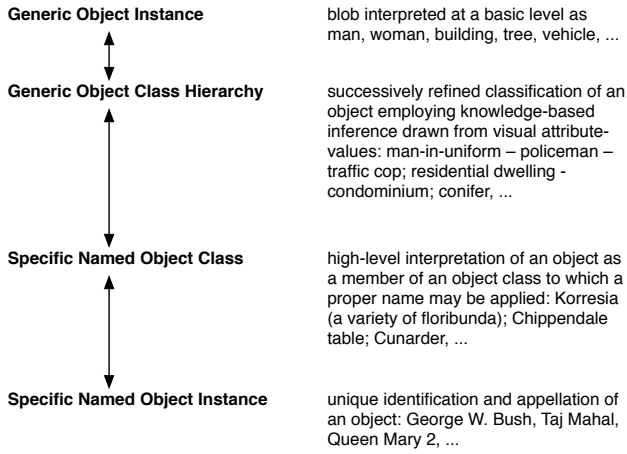 Generic Object Instance
blob interpreted at a basic level as
man, woman, building, tree, vehicle, ...
Generic Object Class Hierarchy
successively refined classification of an
object employing knowledge-based
inference drawn from visual attribute-
values: man-in-uniform – policeman –
traffic cop; residential dwelling -
condominium; conifer, ...
Specific Named Object Class
high-level interpretation of an object as
a member of an object class to which a
proper name may be applied: Korresia
(a variety of floribunda); Chippendale
table; Cunarder, ...
Specific Named Object Instance
unique identification and appellation of
an object: George W. Bush, Taj Mahal,
Queen Mary 2, ...